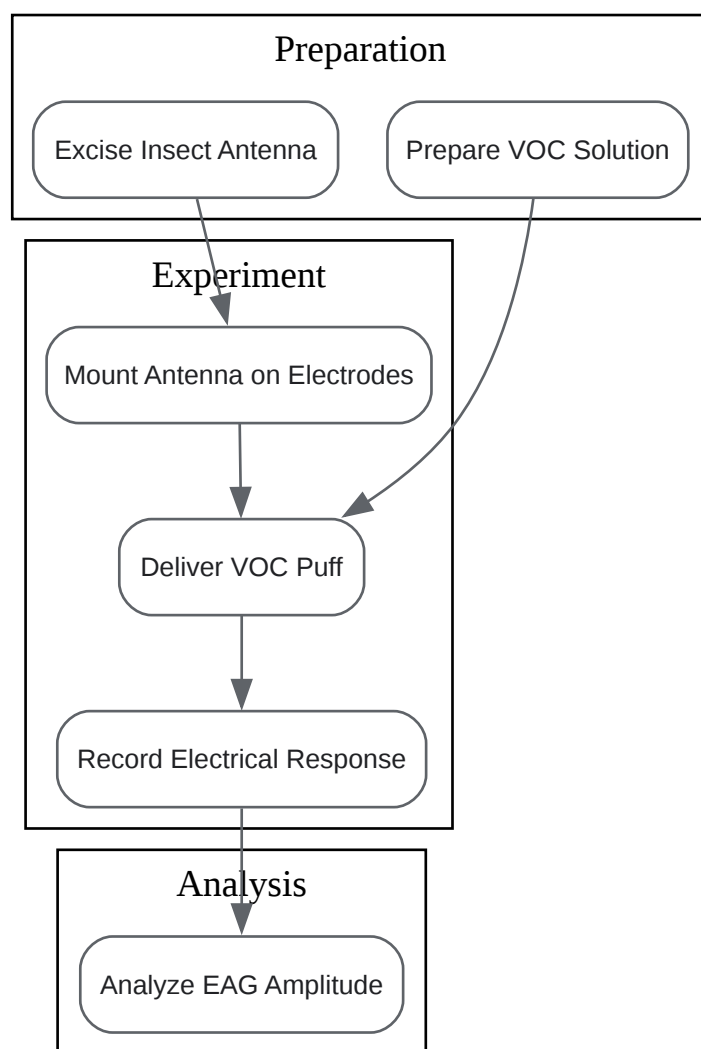 Preparation
Excise Insect Antenna
Prepare VOC Solution
Experiment
Mount Antenna on Electrodes
Deliver VOC Puff
Record Electrical Response
Analysis
Analyze EAG Amplitude